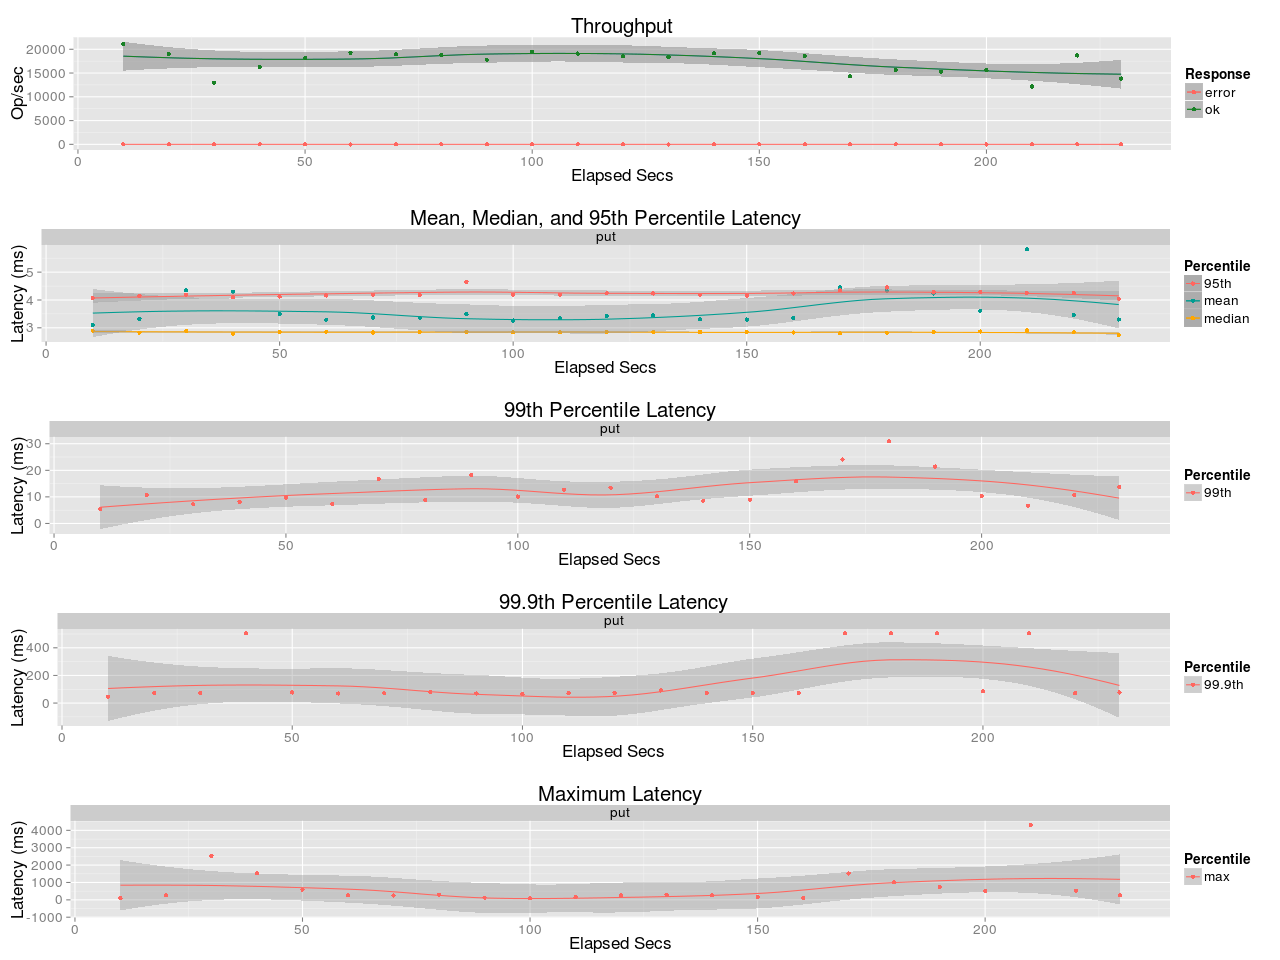 Throughput
20000
15000
10000
5000
0
Op/sec
0 50 100 150 200
Elapsed Secs
Response
error
ok
Mean, Median, and 95th Percentile Latency
put
5
4
3
Latency (ms)
0 50 100 150 200
Elapsed Secs
Percentile
95th
mean
median
99th Percentile Latency
put
30
20
10
0
Latency (ms)
0 50 100 150 200
Elapsed Secs
Percentile
99th
99.9th Percentile Latency
put
400
200
0
Latency (ms)
0 50 100 150 200
Elapsed Secs
Percentile
99.9th
Maximum Latency
put
4000
3000
2000
1000
0
-1000
Latency (ms)
0 50 100 150 200
Elapsed Secs
Percentile
max